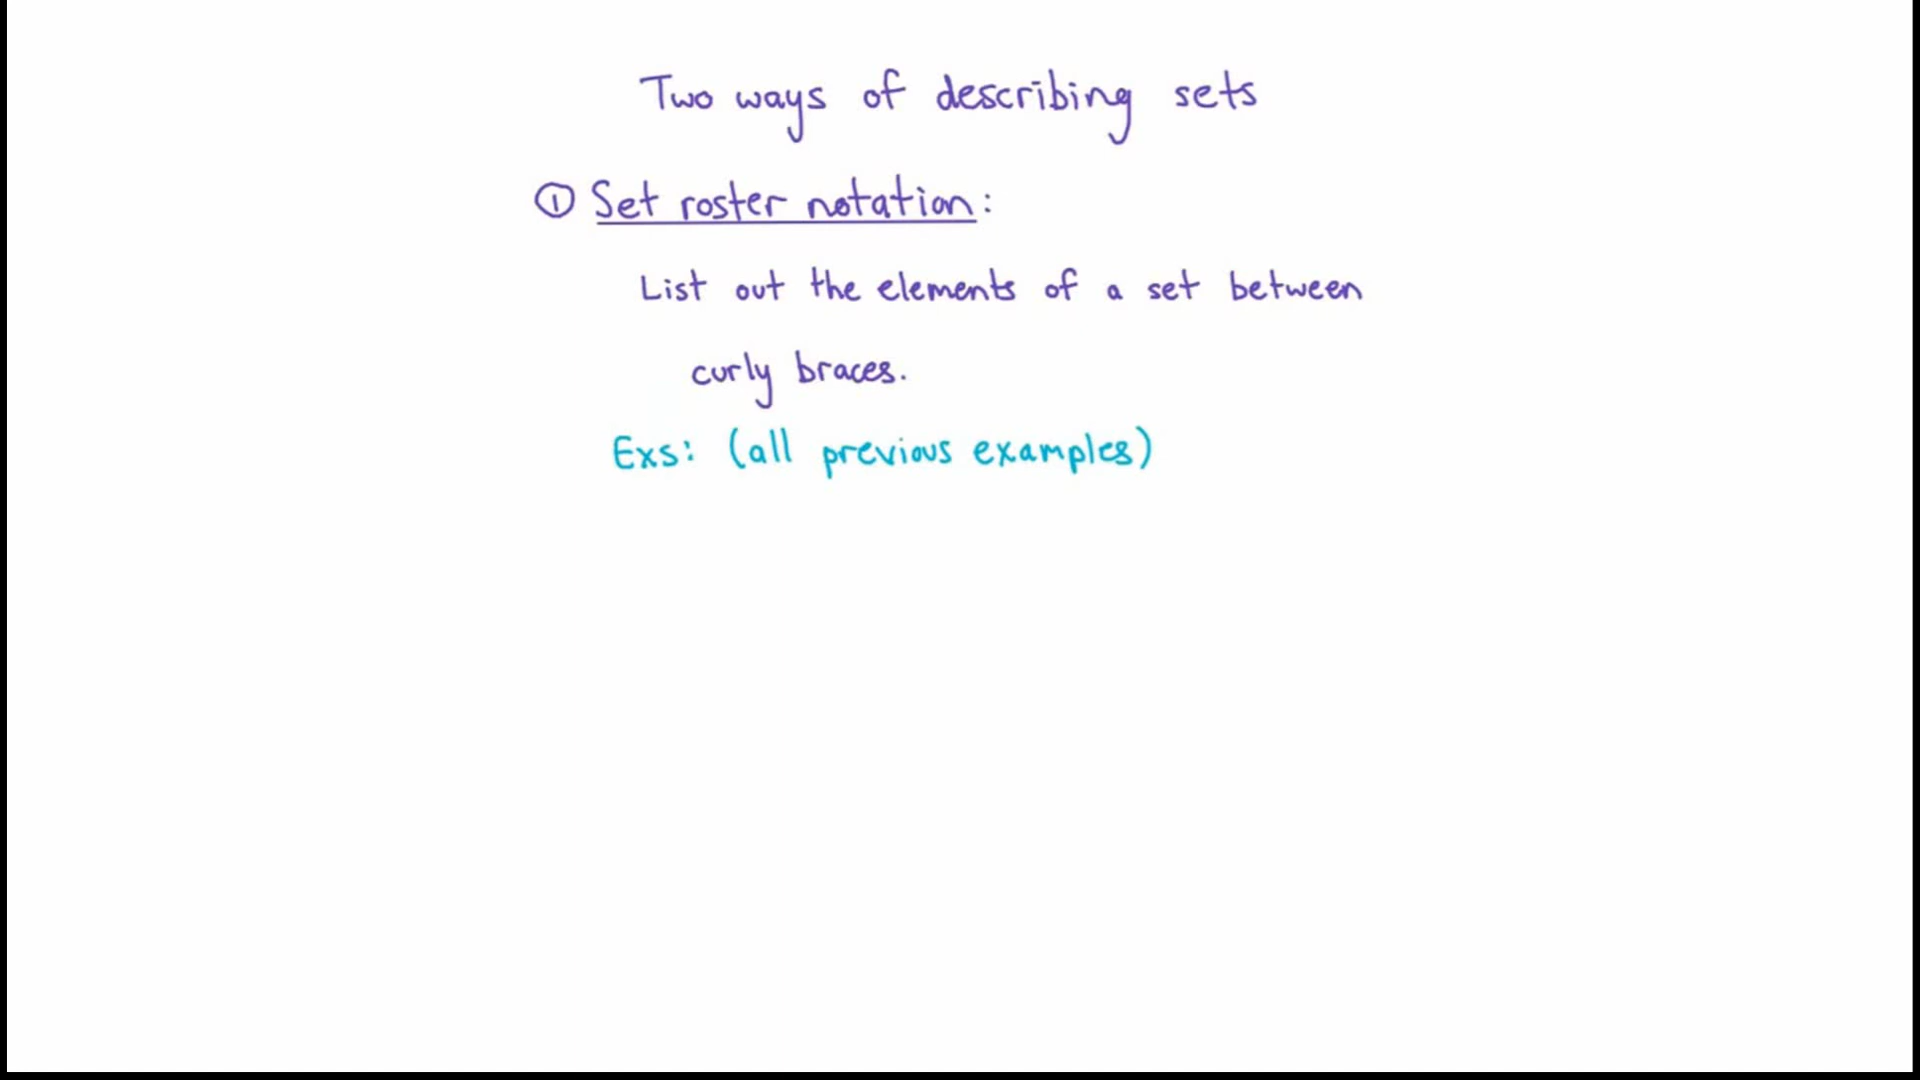 Two ways of describing sets
① Set roster notation:
List out the elements of a set between
curly braces.
Exs: (all previous examples)